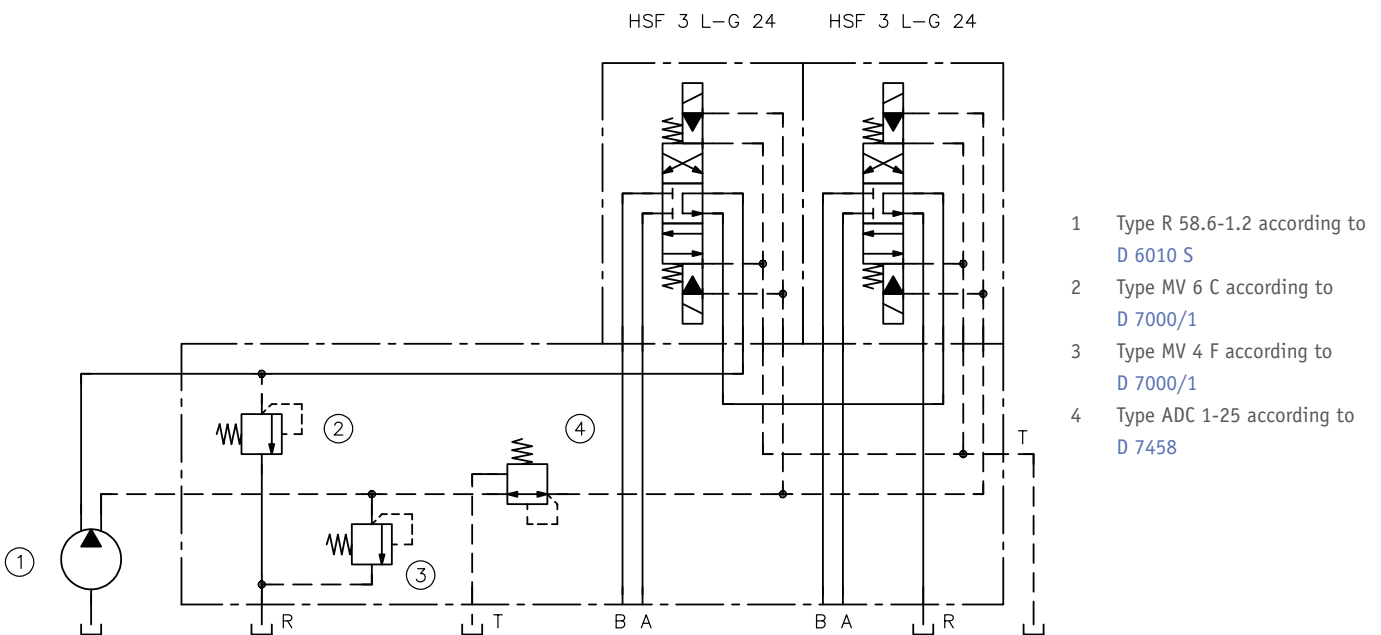 HSF 3 L-G 24 HSF 3 L-G 24
1 Type R 58.6-1.2 according to
D 6010 S
2 Type MV 6 C according to
D 7000/1
3 Type MV 4 F according to
D 7000/1
4 Type ADC 1-25 according to
D 7458
2
4
T
1
3
R T B A B A R